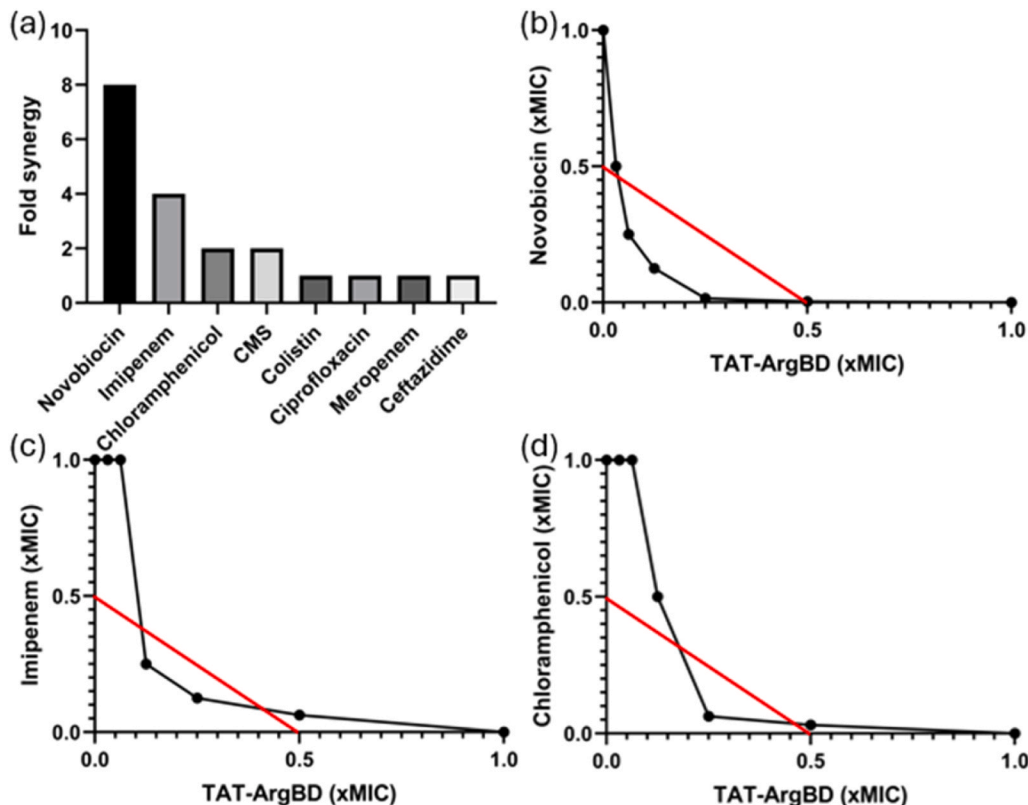 (a)
10
8
6
4
2
0
Fold synergy
Novobiocin
Imipenem
Chloramphenicol
CMS
Colistin
Ciprofloxacin
Meropenem
Ceftazidime
(b)
1.0
0.5
0.0
Novobiocin (xMIC)
0.0 0.5 1.0
TAT-ArgBD (xMIC)
(c)
1.0
0.5
0.0
Imipenem (xMIC)
0.0 0.5 1.0
TAT-ArgBD (xMIC)
(d)
1.0
0.5
0.0
Chloramphenicol (xMIC)
0.0 0.5 1.0
TAT-ArgBD (xMIC)